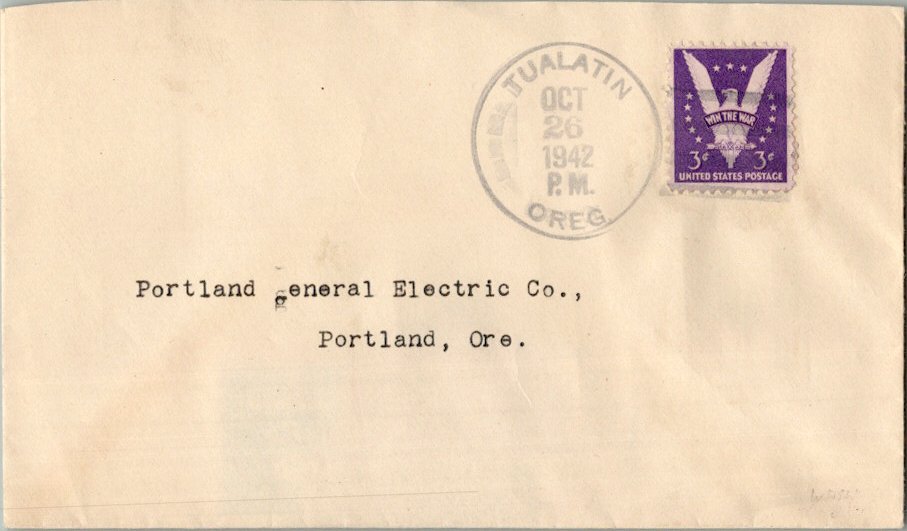 TUALATIN
OCT
26
1942
P.M.
OREG.
WIN THE WAR
3¢ 3¢
UNITED STATES POSTAGE
Portland General Electric Co.,
Portland, Ore.